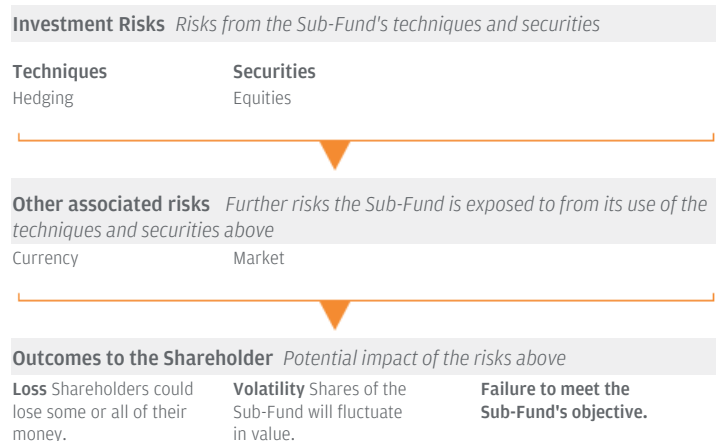 Investment Risks Risks from the Sub-Fund's techniques and securities
Techniques Securities
Hedging Equities
Other associated risks Further risks the Sub-Fund is exposed to from its use of the
techniques and securities above
Currency Market
Outcomes to the Shareholder Potential impact of the risks above
Loss Shareholders could
lose some or all of their
money.
Volatility Shares of the
Sub-Fund will fluctuate
in value.
Failure to meet the
Sub-Fund's objective.